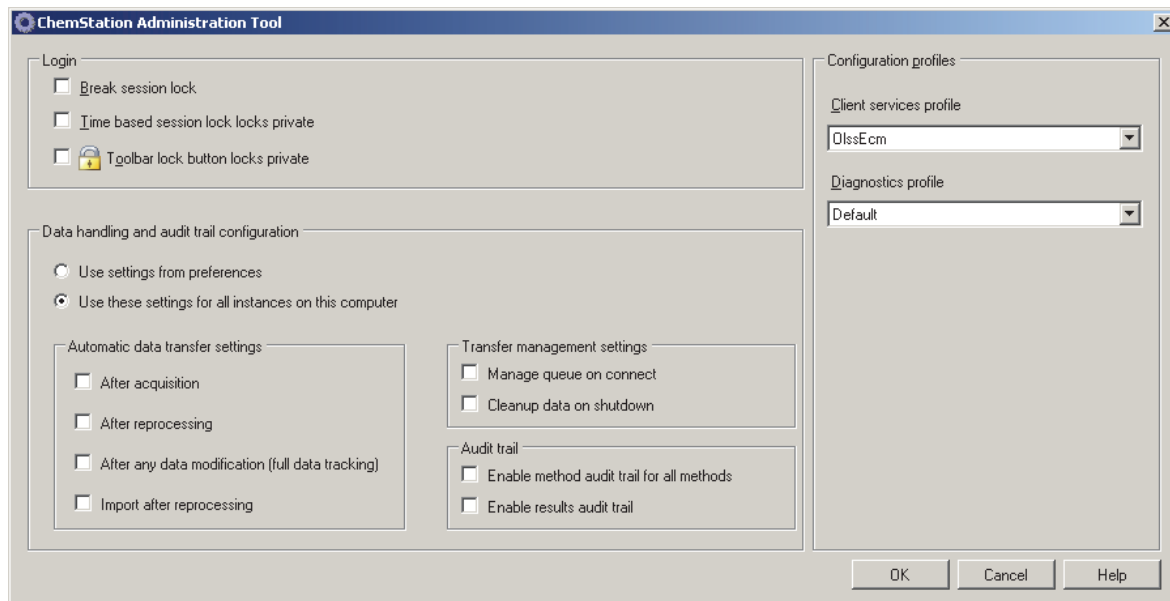 ChemStation Administration Tool
Login
Break session lock
Time based session lock locks private
Toolbar lock button locks private
Data handling and audit trail configuration
Use settings from preferences
Use these settings for all instances on this computer
Automatic data transfer settings
After acquisition
After reprocessing
After any data modification (full data tracking)
Import after reprocessing
Transfer management settings
Manage queue on connect
Cleanup data on shutdown
Audit trail
Enable method audit trail for all methods
Enable results audit trail
Configuration profiles
Client services profile
OlssEcm
Diagnostics profile
Default
OK
Cancel
Help